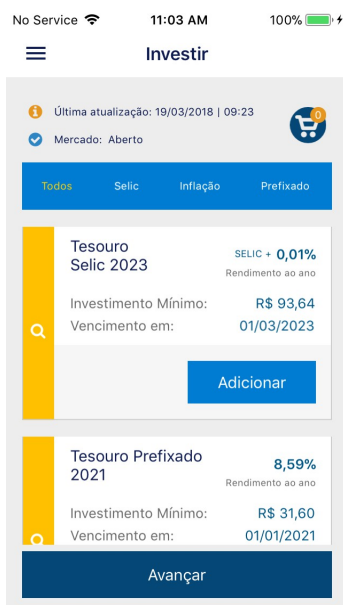 No Service 11:03 AM 100%
Investir
Última atualização: 19/03/2018 | 09:23
0
Mercado: Aberto
Todos Selic Inflação Prefixado
Tesouro
Selic 2023
SELIC + 0,01%
Rendimento ao ano
Investimento Mínimo: R$ 93,64
Vencimento em: 01/03/2023
Adicionar
Tesouro Prefixado
2021
8,59%
Rendimento ao ano
Investimento Mínimo: R$ 31,60
Vencimento em: 01/01/2021
Avançar